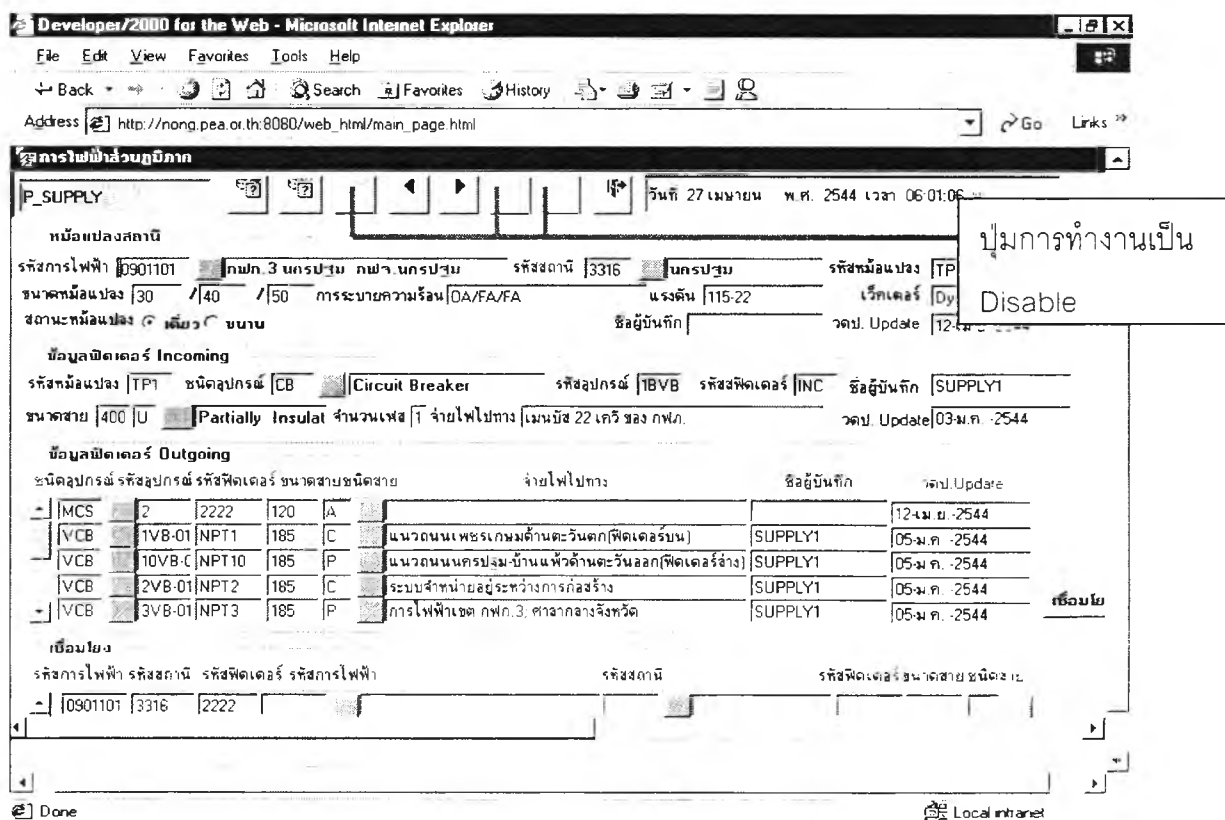 Developer/2000 for the Web - Microsoft Internet Explorer
File Edit View Favorites Tools Help
Back Search Favorites History
Address http://nong.pea.or.th:8080/web_html/main_page.html Go Links »
การไฟฟ้าส่วนภูมิภาค
P_SUPPLY วันที่ 27 เมษายน พ.ศ. 2544 เวลา 06:01:06
ปุ่มการทำงานเป็น
Disable
หม้อแปลงสถานี
รหัสการไฟฟ้า 0901101 กฟก.3 นครปฐม กฟจ.นครปฐม รหัสสถานี 3316 นครปฐม รหัสหม้อแปลง TP
ขนาดหม้อแปลง 30 / 40 / 50 การระบายความร้อน OA/FA/FA แรงดัน 115-22 เว็คเตอร์ Dy
สถานะหม้อแปลง เดี่ยว ขนาน ชื่อผู้บันทึก วดป. Update 12-เม.ย.-2544
ข้อมูลฟิดเตอร์ Incoming
รหัสหม้อแปลง TP1 ชนิดอุปกรณ์ CB Circuit Breaker รหัสอุปกรณ์ 1BVB รหัสฟิดเตอร์ INC ชื่อผู้บันทึก SUPPLY1
ขนาดสาย 400 U Partially Insulat จำนวนเฟส 1 จ่ายไฟไปทาง เมนบัส 22 เควี ของ กฟภ. วดป. Update 03-ม.ค. -2544
ข้อมูลฟิดเตอร์ Outgoing
ชนิดอุปกรณ์ รหัสอุปกรณ์ รหัสฟิดเตอร์ ขนาดสาย ชนิดสาย จ่ายไฟไปทาง ชื่อผู้บันทึก วดป.Update
MCS 2 2222 120 A 12-เม.ย.-2544
VCB 1VB-01 NPT1 185 C แนวถนนเพชรเกษมด้านตะวันตก(ฟิดเตอร์บน) SUPPLY1 05-ม.ค. -2544
VCB 10VB-0 NPT10 185 P แนวถนนนครปฐม-บ้านแพ้วด้านตะวันออก(ฟิดเตอร์ล่าง) SUPPLY1 05-ม.ค. -2544
VCB 2VB-01 NPT2 185 C ระบบจำหน่ายอยู่ระหว่างการก่อสร้าง SUPPLY1 05-ม.ค. -2544
VCB 3VB-01 NPT3 185 P การไฟฟ้าเขต กฟก.3, ศาลากลางจังหวัด SUPPLY1 05-ม.ค. -2544
เชื่อมโย
เชื่อมโยง
รหัสการไฟฟ้า รหัสสถานี รหัสฟิดเตอร์ รหัสการไฟฟ้า รหัสสถานี รหัสฟิดเตอร์ ขนาดสาย ชนิดสาย
0901101 3316 2222
Done Local intranet